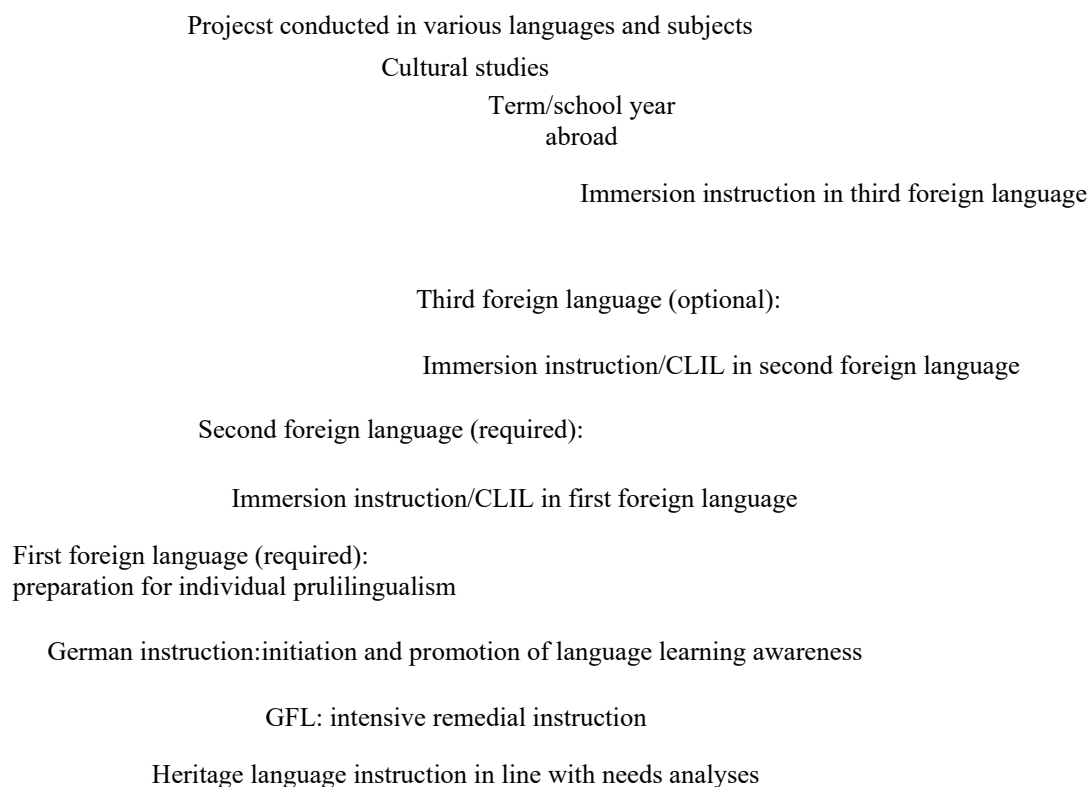 Projecst conducted in various languages and subjects
Cultural studies
Term/school year
abroad
Immersion instruction in third foreign language
Third foreign language (optional):
Immersion instruction/CLIL in second foreign language
Second foreign language (required):
Immersion instruction/CLIL in first foreign language
First foreign language (required):
preparation for individual prulilingualism
German instruction:initiation and promotion of language learning awareness
GFL: intensive remedial instruction
Heritage language instruction in line with needs analyses